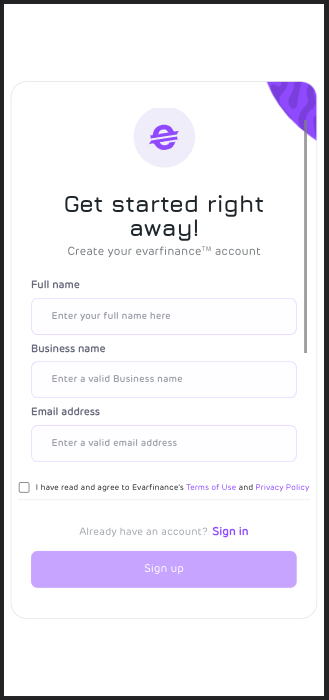 Get started right
away!
Create your evarfinance™ account
Full name
Enter your full name here
Business name
Enter a valid Business name
Email address
Enter a valid email address
I have read and agree to Evarfinance's Terms of Use and Privacy Policy
Already have an account? Sign in
Sign up